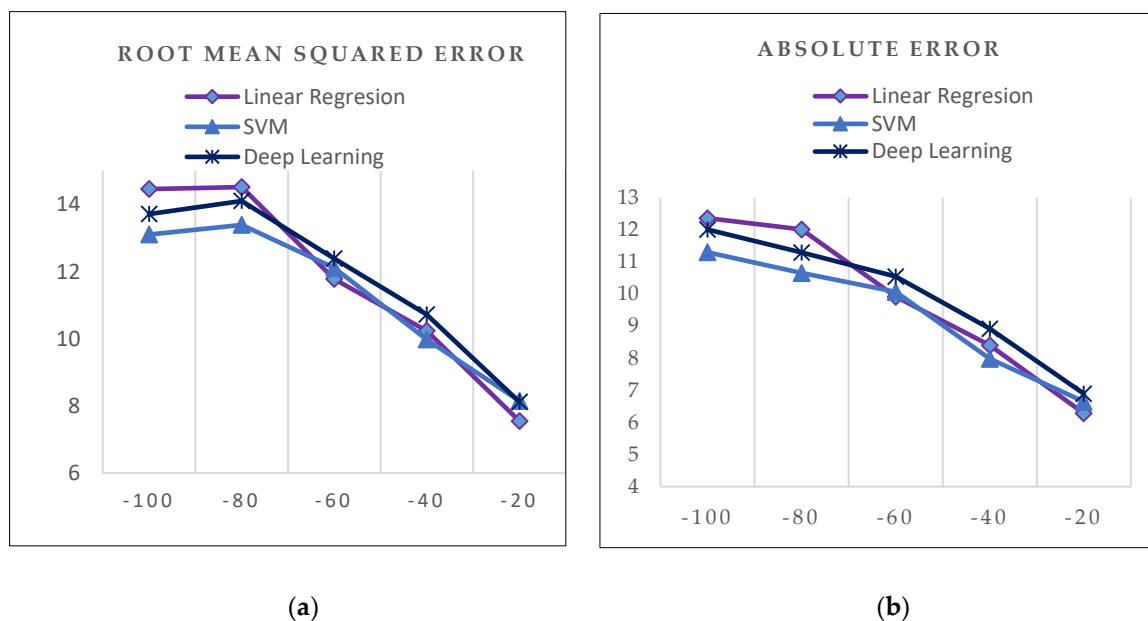 ROOT MEAN SQUARED ERROR
Linear Regresion
SVM
Deep Learning
14
12
10
8
6
-100 -80 -60 -40 -20
(a)
ABSOLUTE ERROR
Linear Regresion
SVM
Deep Learning
13
12
11
10
9
8
7
6
5
4
-100 -80 -60 -40 -20
(b)